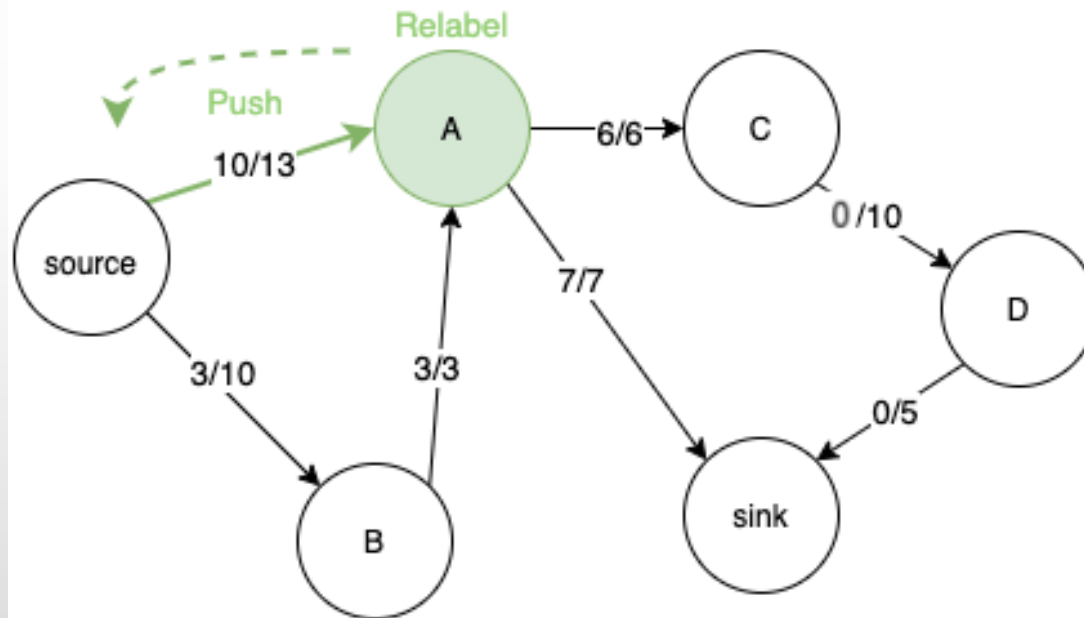 Relabel
Push
A
6/6
C
10/13
0/10
source
7/7
D
3/10
3/3
0/5
sink
B